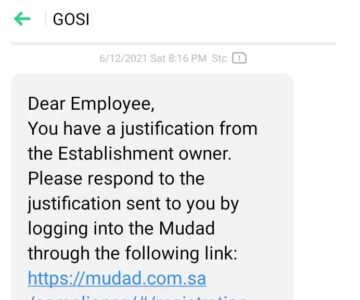 GOSI
6/12/2021 Sat 8:16 PM Stc 1
Dear Employee,
You have a justification from
the Establishment owner.
Please respond to the
justification sent to you by
logging into the Mudad
through the following link:
https://mudad.com.sa
/compliance/#/registration